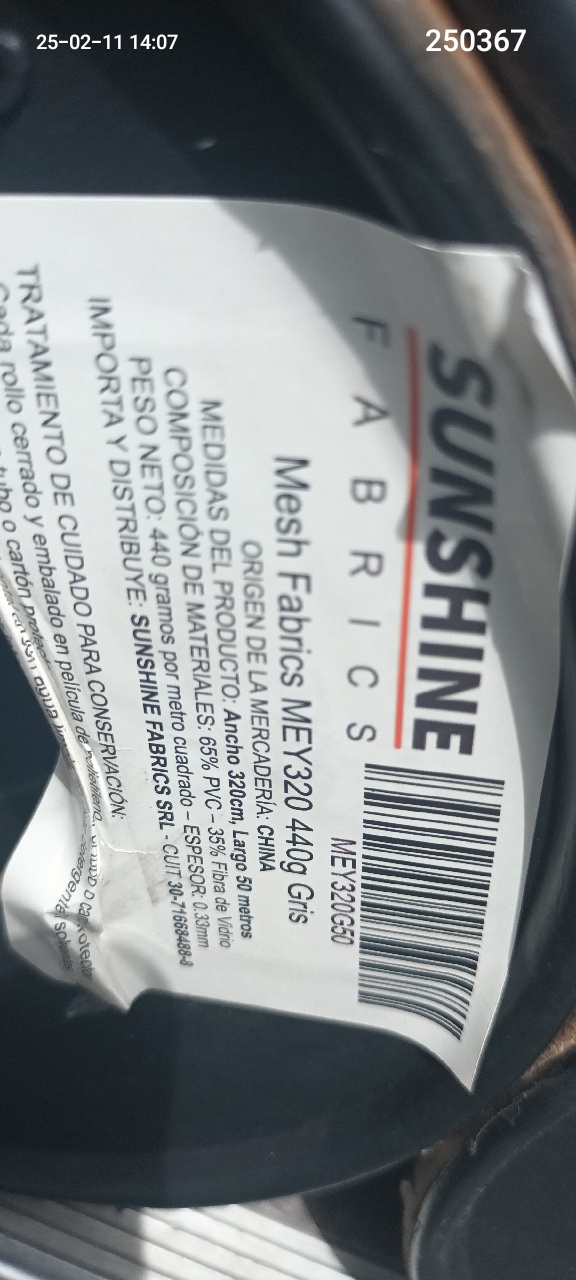 25-02-11 14:07
250367
SUNSHINE
FABRICS
MEY320G50
Mesh Fabrics MEY320 440g Gris
ORIGEN DE LA MERCADERÍA: CHINA
MEDIDAS DEL PRODUCTO: Ancho 320cm, Largo 50 metros
COMPOSICIÓN DE MATERIALES: 65% PVC – 35% Fibra de Vidrio
PESO NETO: 440 gramos por metro cuadrado – ESPESOR: 0.33mm
IMPORTA Y DISTRIBUYE: SUNSHINE FABRICS SRL - CUIT 30-71668488-8
TRATAMIENTO DE CUIDADO PARA CONSERVACIÓN:
Cada rollo cerrado y embalado en película de
tubo o cartón